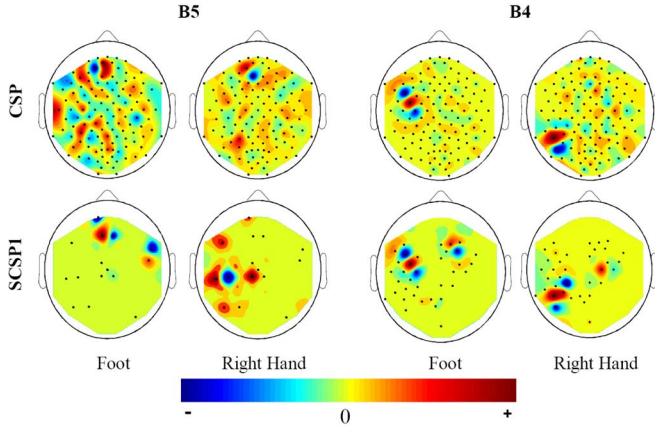 B5 B4
CSP
SCSP1
Foot Right Hand Foot Right Hand
- 0 +